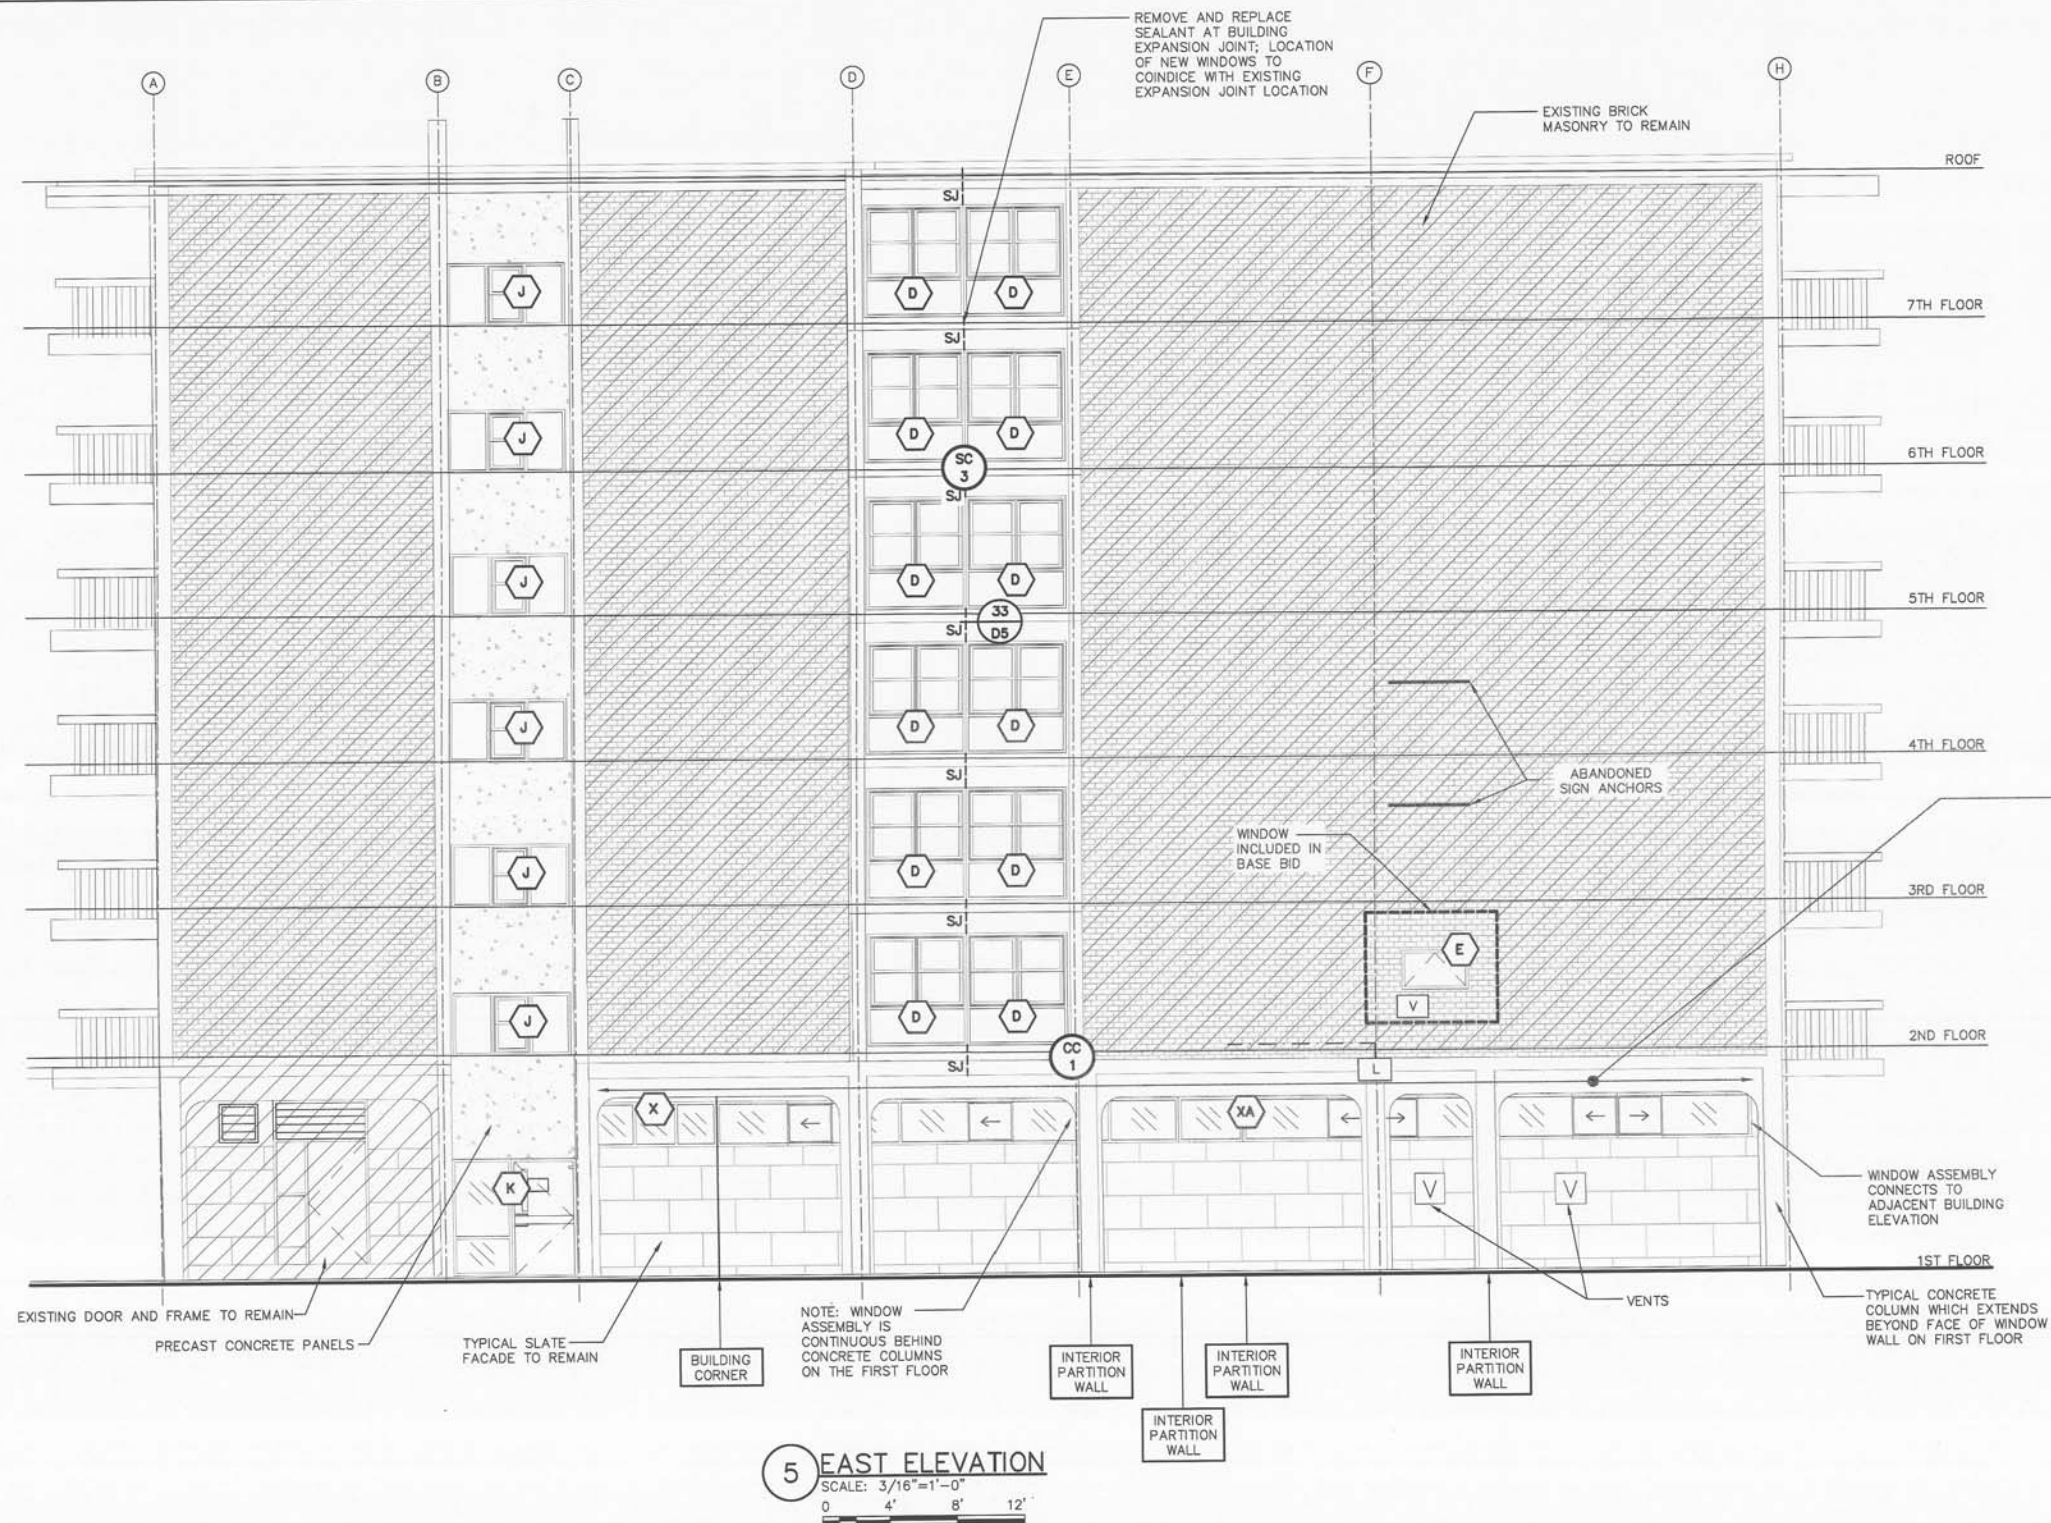 REMOVE AND REPLACE
SEALANT AT BUILDING
EXPANSION JOINT; LOCATION
OF NEW WINDOWS TO
COINDICE WITH EXISTING
EXPANSION JOINT LOCATION
A
B
C
D
E
F
H
EXISTING BRICK
MASONRY TO REMAIN
ROOF
SJ
J
D
D
7TH FLOOR
SJ
J
D
D
6TH FLOOR
SC
3
SJ
J
D
D
5TH FLOOR
33
D5
SJ
J
D
D
4TH FLOOR
ABANDONED
SIGN ANCHORS
SJ
WINDOW
INCLUDED IN
BASE BID
J
D
D
3RD FLOOR
SJ
E
V
J
D
D
2ND FLOOR
CC
1
SJ
L
X
XA
K
V
V
WINDOW ASSEMBLY
CONNECTS TO
ADJACENT BUILDING
ELEVATION
1ST FLOOR
EXISTING DOOR AND FRAME TO REMAIN
PRECAST CONCRETE PANELS
TYPICAL SLATE
FACADE TO REMAIN
BUILDING
CORNER
NOTE: WINDOW
ASSEMBLY IS
CONTINUOUS BEHIND
CONCRETE COLUMNS
ON THE FIRST FLOOR
INTERIOR
PARTITION
WALL
INTERIOR
PARTITION
WALL
INTERIOR
PARTITION
WALL
INTERIOR
PARTITION
WALL
VENTS
TYPICAL CONCRETE
COLUMN WHICH EXTENDS
BEYOND FACE OF WINDOW
WALL ON FIRST FLOOR
5
EAST ELEVATION
SCALE: 3/16"=1'-0"
0 4' 8' 12'